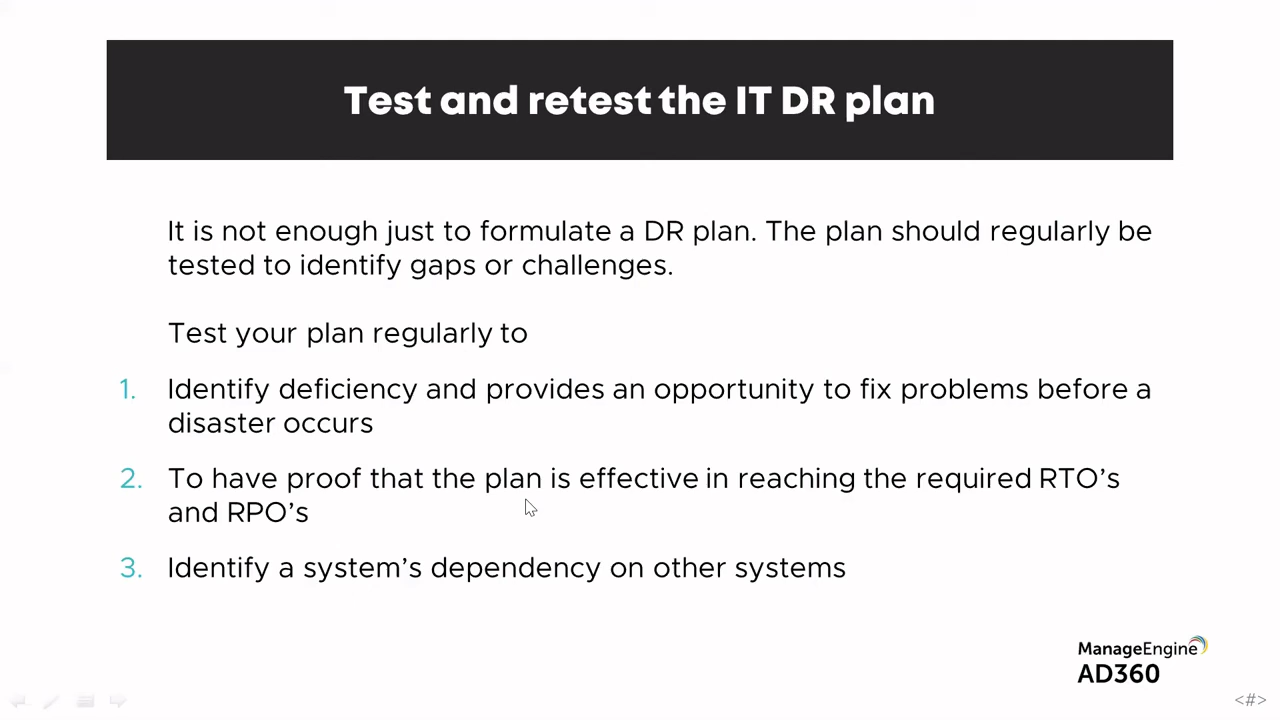 Test and retest the IT DR plan
It is not enough just to formulate a DR plan. The plan should regularly be
tested to identify gaps or challenges.
Test your plan regularly to
1. Identify deficiency and provides an opportunity to fix problems before a
disaster occurs
2. To have proof that the plan is effective in reaching the required RTO’s
and RPO’s
3. Identify a system’s dependency on other systems
ManageEngine
AD360
<#>